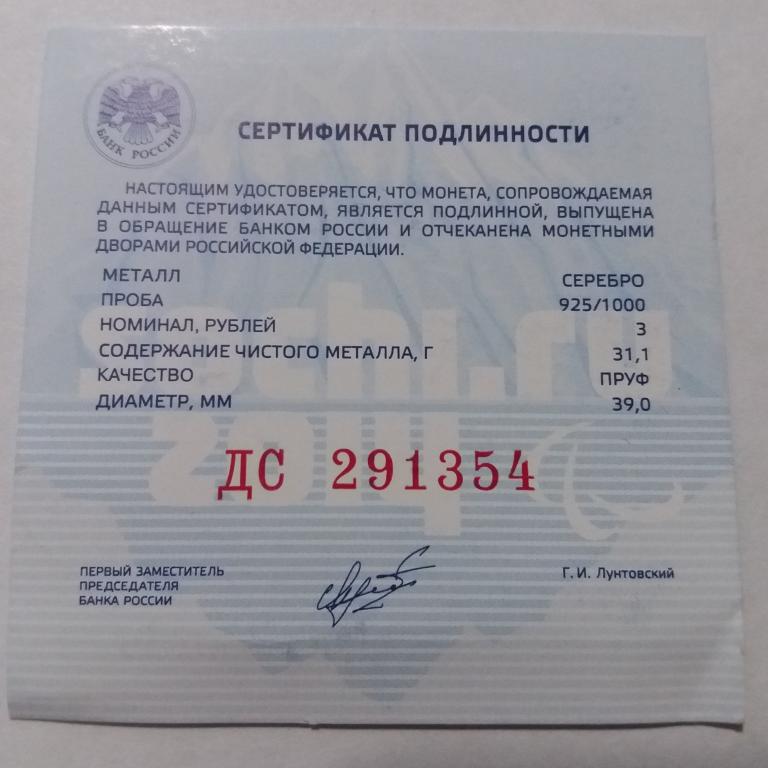 БАНК РОССИИ
СЕРТИФИКАТ ПОДЛИННОСТИ
НАСТОЯЩИМ УДОСТОВЕРЯЕТСЯ, ЧТО МОНЕТА, СОПРОВОЖДАЕМАЯ
ДАННЫМ СЕРТИФИКАТОМ, ЯВЛЯЕТСЯ ПОДЛИННОЙ, ВЫПУЩЕНА
В ОБРАЩЕНИЕ БАНКОМ РОССИИ И ОТЧЕКАНЕНА МОНЕТНЫМИ
ДВОРАМИ РОССИЙСКОЙ ФЕДЕРАЦИИ.
МЕТАЛЛ СЕРЕБРО
ПРОБА 925/1000
НОМИНАЛ, РУБЛЕЙ 3
СОДЕРЖАНИЕ ЧИСТОГО МЕТАЛЛА, Г 31,1
КАЧЕСТВО ПРУФ
ДИАМЕТР, ММ 39,0
sochi.ru
2014
ДС 291354
ПЕРВЫЙ ЗАМЕСТИТЕЛЬ
ПРЕДСЕДАТЕЛЯ
БАНКА РОССИИ
Г. И. Лунтовский